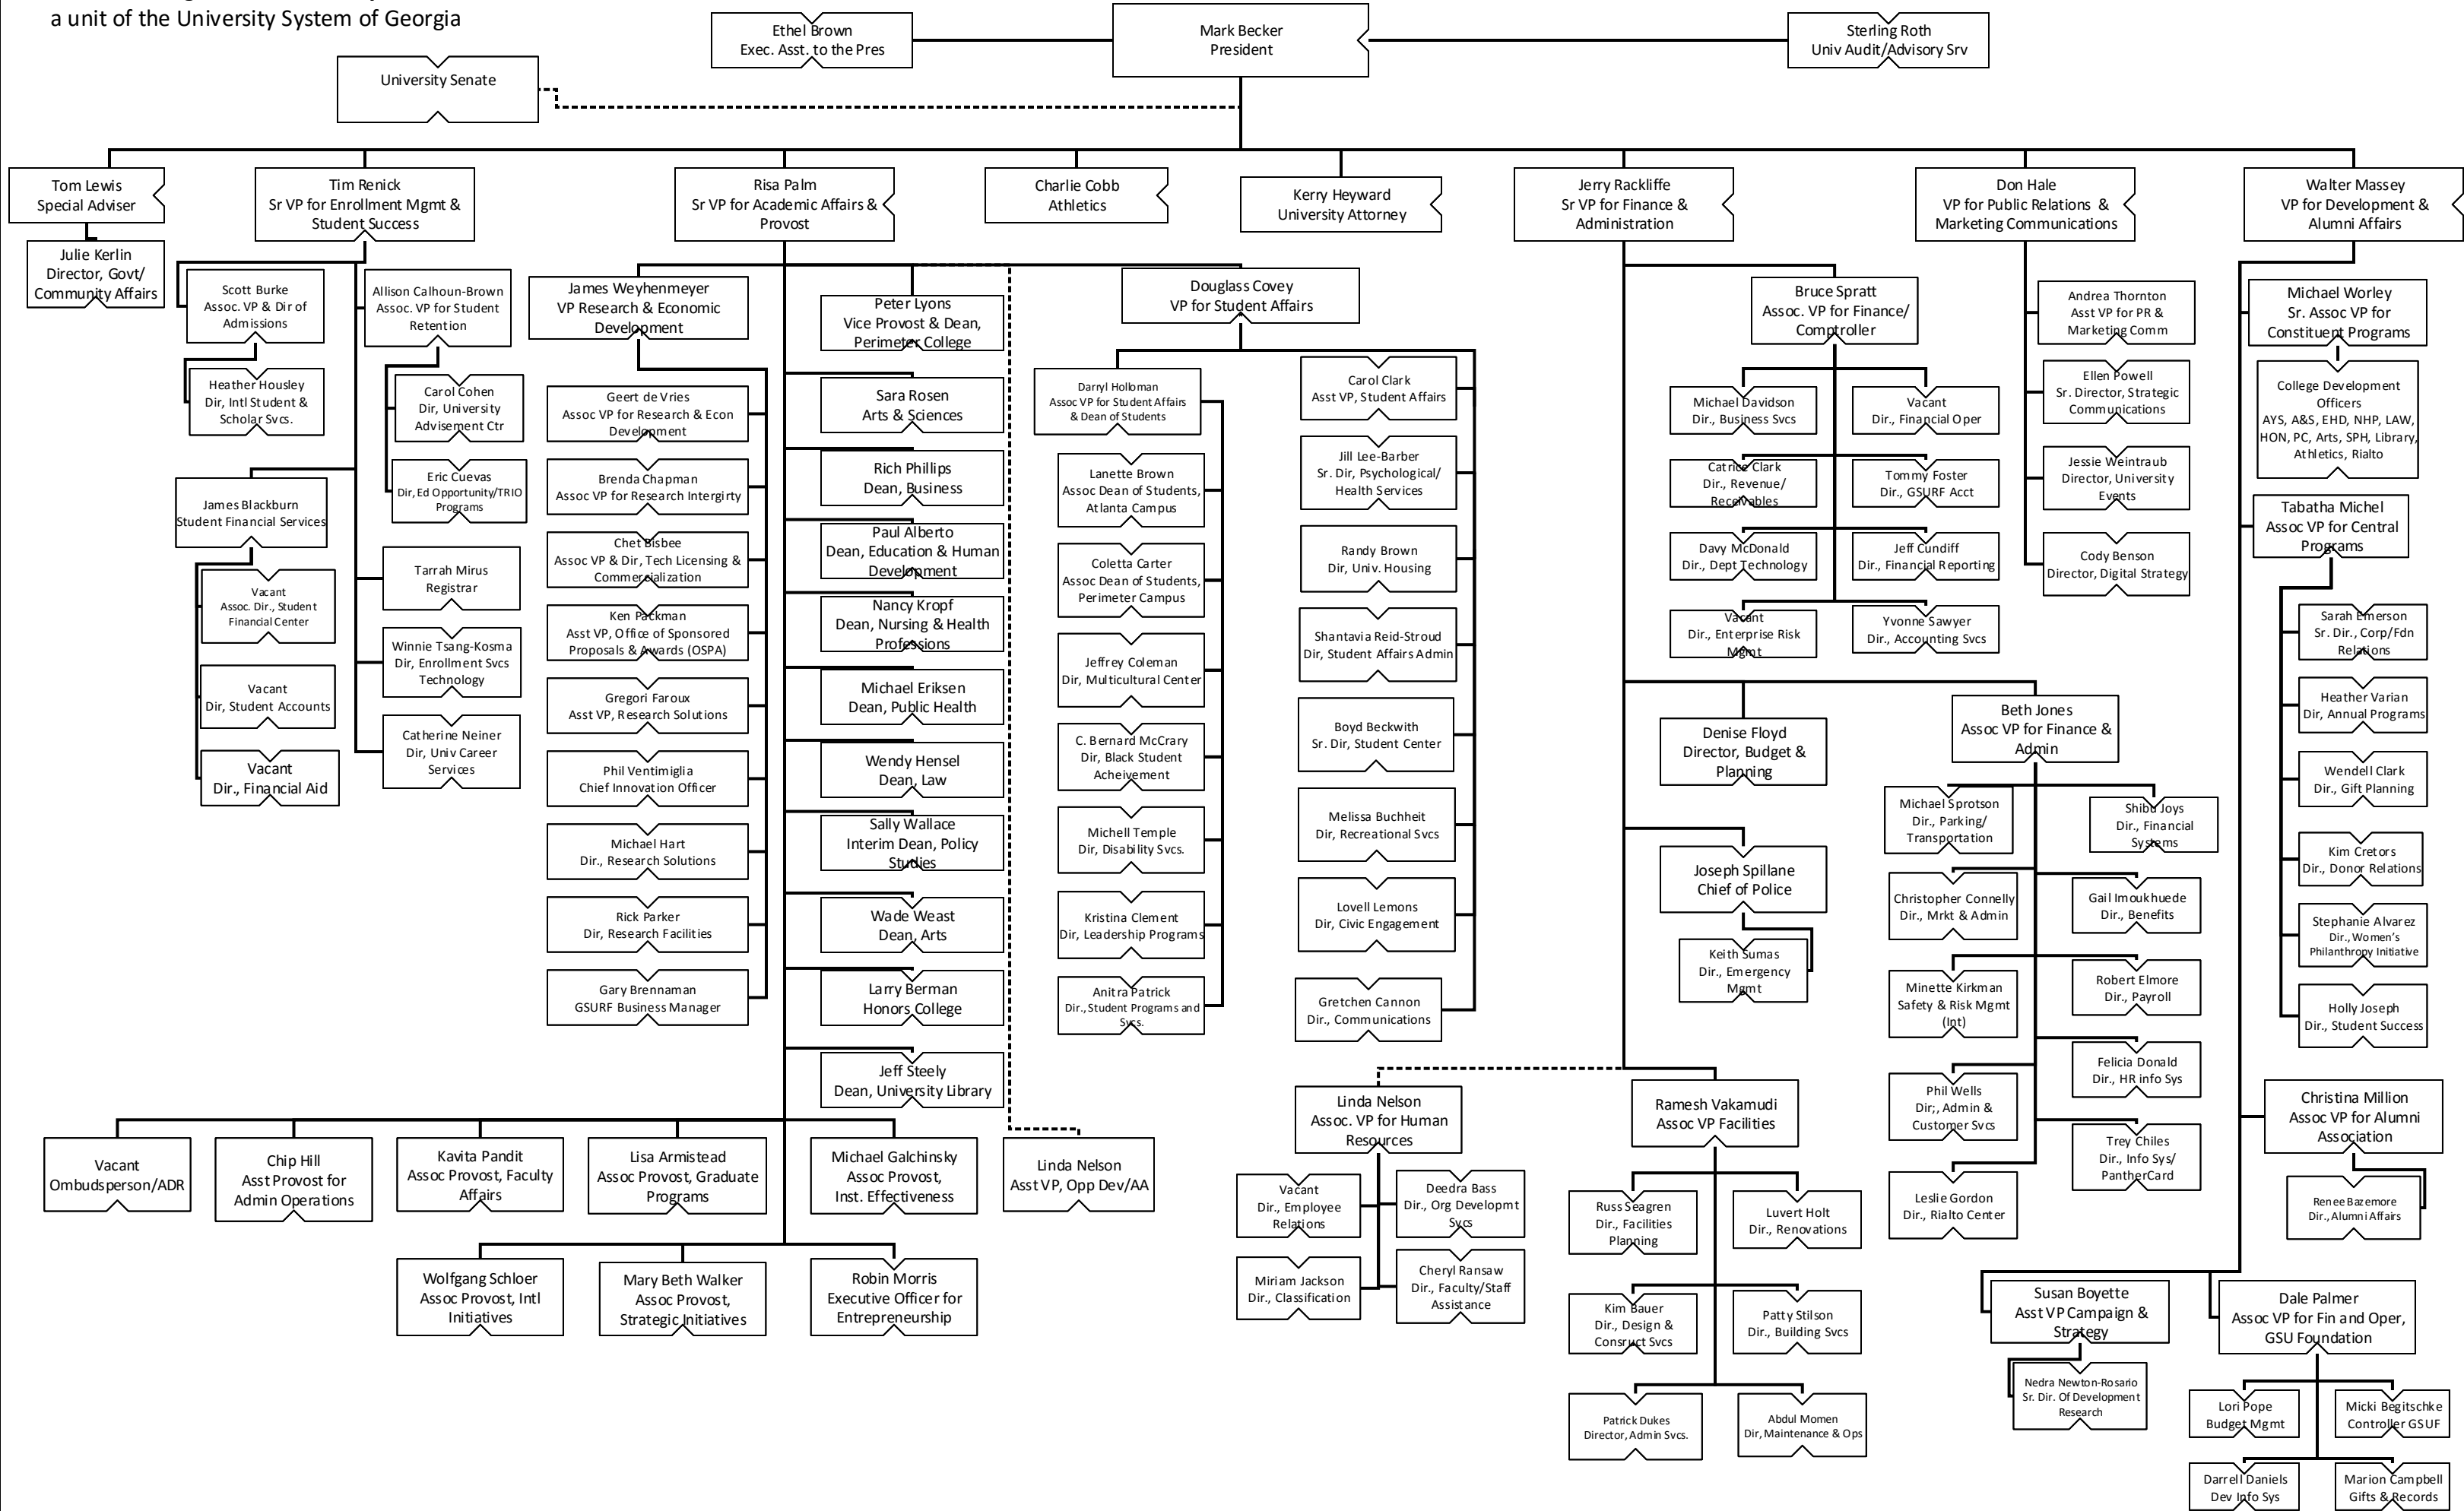 a unit of the University System of Georgia
Ethel Brown
Exec. Asst. to the Pres
Mark Becker
President
Sterling Roth
Univ Audit/Advisory Srv
University Senate
Tom Lewis
Special Adviser
Julie Kerlin
Director, Govt/
Community Affairs
Tim Renick
Sr VP for Enrollment Mgmt &
Student Success
Risa Palm
Sr VP for Academic Affairs &
Provost
Charlie Cobb
Athletics
Kerry Heyward
University Attorney
Jerry Rackliffe
Sr VP for Finance &
Administration
Don Hale
VP for Public Relations &
Marketing Communications
Walter Massey
VP for Development &
Alumni Affairs
Scott Burke
Assoc. VP & Dir of
Admissions
Heather Housley
Dir, Intl Student &
Scholar Svcs.
Allison Calhoun-Brown
Assoc. VP for Student
Retention
Carol Cohen
Dir, University
Advisement Ctr
Eric Cuevas
Dir, Ed Opportunity/TRIO
Programs
James Blackburn
Student Financial Services
Vacant
Assoc. Dir., Student
Financial Center
Vacant
Dir, Student Accounts
Vacant
Dir., Financial Aid
Tarrah Mirus
Registrar
Winnie Tsang-Kosma
Dir, Enrollment Svcs
Technology
Catherine Neiner
Dir, Univ Career
Services
James Weyhenmeyer
VP Research & Economic
Development
Geert de Vries
Assoc VP for Research & Econ
Development
Brenda Chapman
Assoc VP for Research Intergirty
Chet Bisbee
Assoc VP & Dir, Tech Licensing &
Commercialization
Ken Packman
Asst VP, Office of Sponsored
Proposals & Awards (OSPA)
Gregori Faroux
Asst VP, Research Solutions
Phil Ventimiglia
Chief Innovation Officer
Michael Hart
Dir., Research Solutions
Rick Parker
Dir, Research Facilities
Gary Brennaman
GSURF Business Manager
Peter Lyons
Vice Provost & Dean,
Perimeter College
Sara Rosen
Arts & Sciences
Rich Phillips
Dean, Business
Paul Alberto
Dean, Education & Human
Development
Nancy Kropf
Dean, Nursing & Health
Professions
Michael Eriksen
Dean, Public Health
Wendy Hensel
Dean, Law
Sally Wallace
Interim Dean, Policy
Studies
Wade Weast
Dean, Arts
Larry Berman
Honors College
Jeff Steely
Dean, University Library
Douglass Covey
VP for Student Affairs
Darryl Holloman
Assoc VP for Student Affairs
& Dean of Students
Lanette Brown
Assoc Dean of Students,
Atlanta Campus
Coletta Carter
Assoc Dean of Students,
Perimeter Campus
Jeffrey Coleman
Dir, Multicultural Center
C. Bernard McCrary
Dir, Black Student
Acheivement
Michell Temple
Dir, Disability Svcs.
Kristina Clement
Dir, Leadership Programs
Anitra Patrick
Dir., Student Programs and
Svcs.
Carol Clark
Asst VP, Student Affairs
Jill Lee-Barber
Sr. Dir, Psychological/
Health Services
Randy Brown
Dir, Univ. Housing
Shantavia Reid-Stroud
Dir, Student Affairs Admin
Boyd Beckwith
Sr. Dir, Student Center
Melissa Buchheit
Dir, Recreational Svcs
Lovell Lemons
Dir, Civic Engagement
Gretchen Cannon
Dir., Communications
Vacant
Ombudsperson/ADR
Chip Hill
Asst Provost for
Admin Operations
Kavita Pandit
Assoc Provost, Faculty
Affairs
Lisa Armistead
Assoc Provost, Graduate
Programs
Michael Galchinsky
Assoc Provost,
Inst. Effectiveness
Linda Nelson
Asst VP, Opp Dev/AA
Wolfgang Schloer
Assoc Provost, Intl
Initiatives
Mary Beth Walker
Assoc Provost,
Strategic Initiatives
Robin Morris
Executive Officer for
Entrepreneurship
Bruce Spratt
Assoc. VP for Finance/
Comptroller
Michael Davidson
Dir., Business Svcs
Vacant
Dir., Financial Oper
Catrice Clark
Dir., Revenue/
Receivables
Tommy Foster
Dir., GSURF Acct
Davy McDonald
Dir., Dept Technology
Jeff Cundiff
Dir., Financial Reporting
Vacant
Dir., Enterprise Risk
Mgmt
Yvonne Sawyer
Dir., Accounting Svcs
Denise Floyd
Director, Budget &
Planning
Joseph Spillane
Chief of Police
Keith Sumas
Dir., Emergency
Mgmt
Beth Jones
Assoc VP for Finance &
Admin
Michael Sprotson
Dir., Parking/
Transportation
Shibu Joys
Dir., Financial
Systems
Christopher Connelly
Dir., Mrkt & Admin
Gail Imoukhuede
Dir., Benefits
Minette Kirkman
Safety & Risk Mgmt
(Int)
Robert Elmore
Dir., Payroll
Felicia Donald
Dir., HR info Sys
Phil Wells
Dir;, Admin &
Customer Svcs
Trey Chiles
Dir., Info Sys/
PantherCard
Leslie Gordon
Dir., Rialto Center
Linda Nelson
Assoc. VP for Human
Resources
Vacant
Dir., Employee
Relations
Deedra Bass
Dir., Org Developmt
Svcs
Miriam Jackson
Dir., Classification
Cheryl Ransaw
Dir., Faculty/Staff
Assistance
Ramesh Vakamudi
Assoc VP Facilities
Russ Seagren
Dir., Facilities
Planning
Luvert Holt
Dir., Renovations
Kim Bauer
Dir., Design &
Consruct Svcs
Patty Stilson
Dir., Building Svcs
Patrick Dukes
Director, Admin Svcs.
Abdul Momen
Dir, Maintenance & Ops
Andrea Thornton
Asst VP for PR &
Marketing Comm
Ellen Powell
Sr. Director, Strategic
Communications
Jessie Weintraub
Director, University
Events
Cody Benson
Director, Digital Strategy
Michael Worley
Sr. Assoc VP for
Constituent Programs
College Development
Officers
AYS, A&S, EHD, NHP, LAW,
HON, PC, Arts, SPH, Library,
Athletics, Rialto
Tabatha Michel
Assoc VP for Central
Programs
Sarah Emerson
Sr. Dir., Corp/Fdn
Relations
Heather Varian
Dir, Annual Programs
Wendell Clark
Dir., Gift Planning
Kim Cretors
Dir., Donor Relations
Stephanie Alvarez
Dir., Women's
Philanthropy Initiative
Holly Joseph
Dir., Student Success
Christina Million
Assoc VP for Alumni
Association
Renee Bazemore
Dir., Alumni Affairs
Susan Boyette
Asst VP Campaign &
Strategy
Nedra Newton-Rosario
Sr. Dir. Of Development
Research
Dale Palmer
Assoc VP for Fin and Oper,
GSU Foundation
Lori Pope
Budget Mgmt
Micki Begitschke
Controller GSUF
Darrell Daniels
Dev Info Sys
Marion Campbell
Gifts & Records